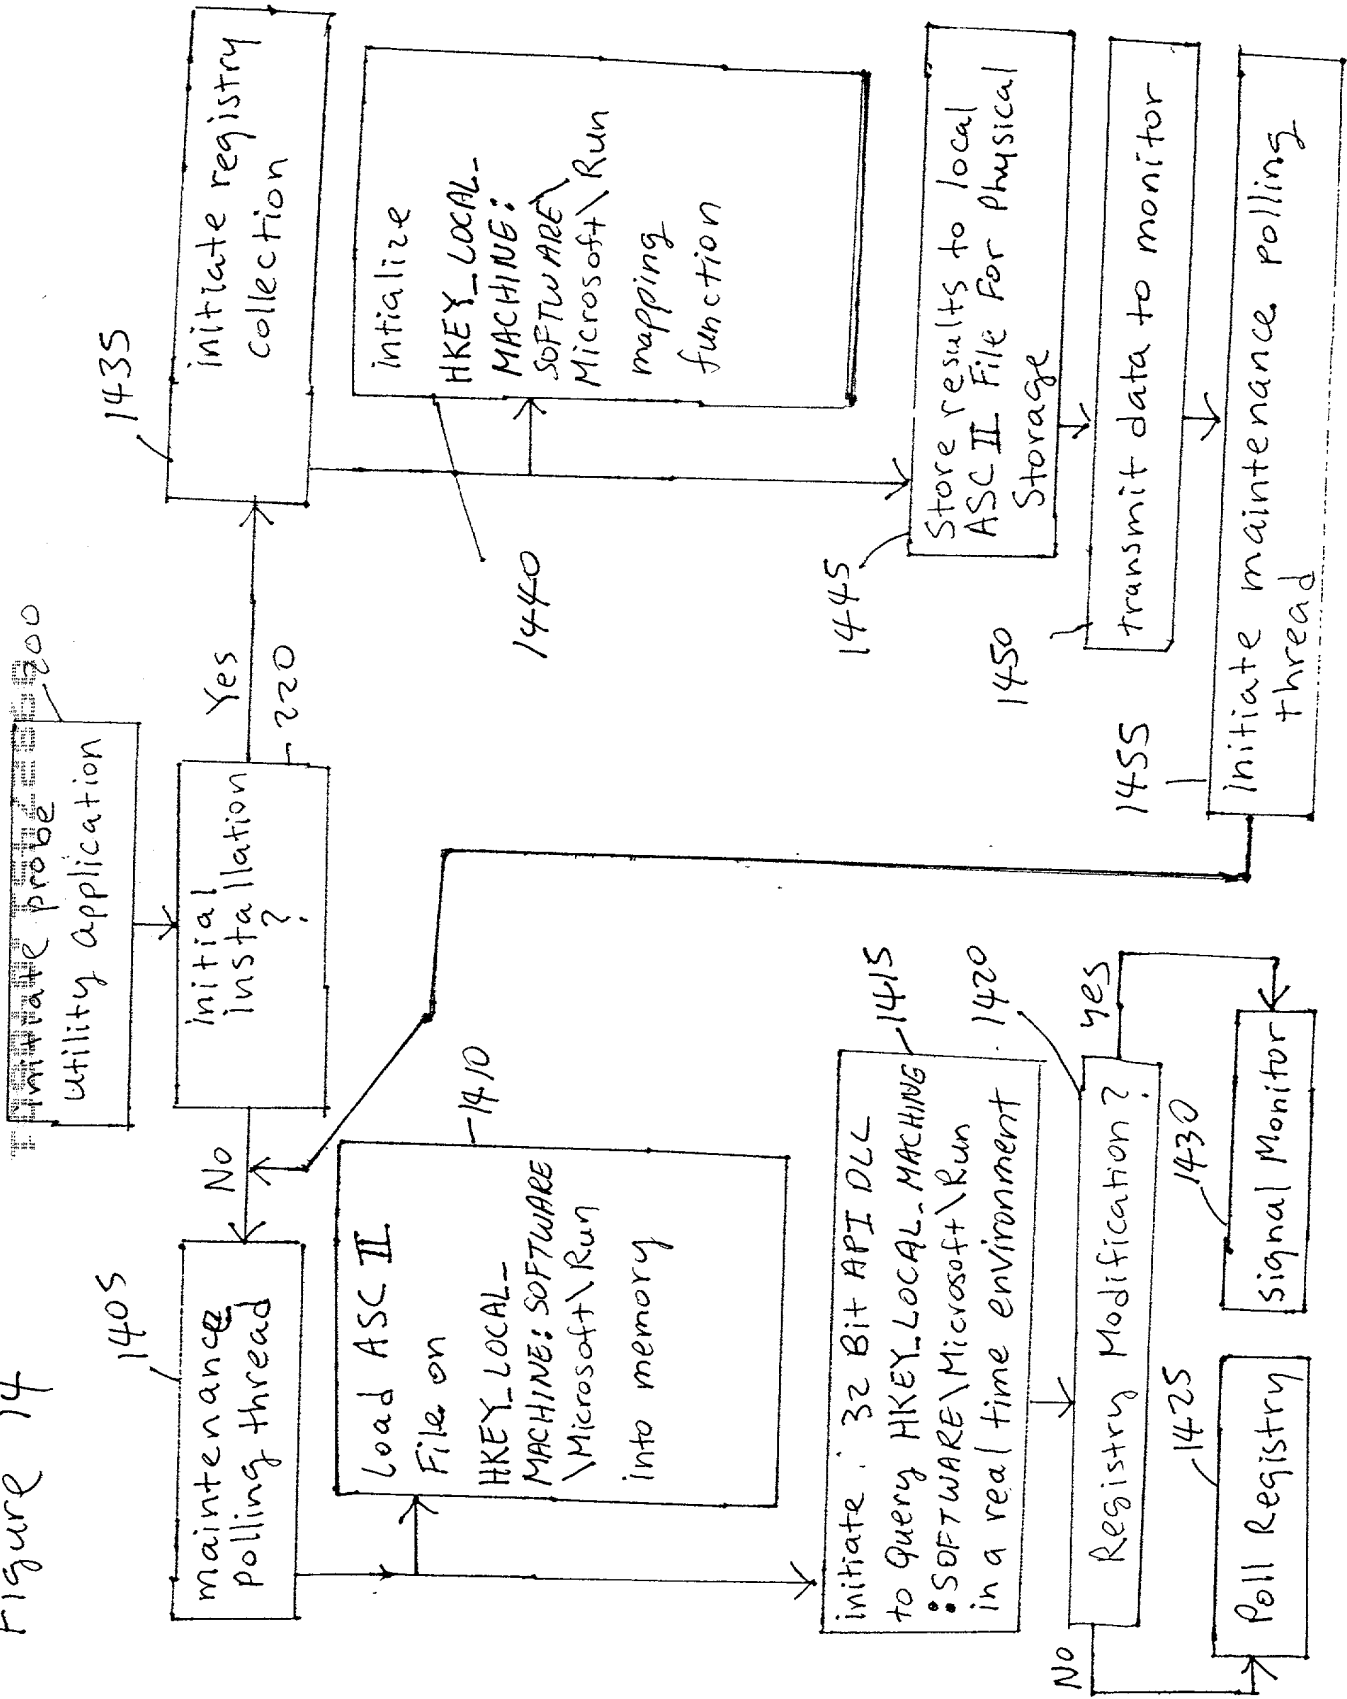 Figure 14
initiate probe
Utility application
200
initial
installation
?
220
No
Yes
1405
maintenance
polling thread
1410
Load ASC II
File on
HKEY_LOCAL_
MACHINE: SOFTWARE
\Microsoft\Run
into memory
initiate 32 Bit API DLL
to Query HKEY_LOCAL_MACHING
:SOFTWARE\Microsoft\Run
in a real time environment
1415
1420
Registry Modification?
No
yes
1425
Poll Registry
1430
Signal Monitor
1435
initiate registry
collection
intialize
HKEY_LOCAL_
MACHINE:
SOFTWARE\
Microsoft\Run
mapping
function
1440
1445
Store results to local
ASC II File For Physical
Storage
1450
transmit data to monitor
1455
Initiate maintenance polling
thread